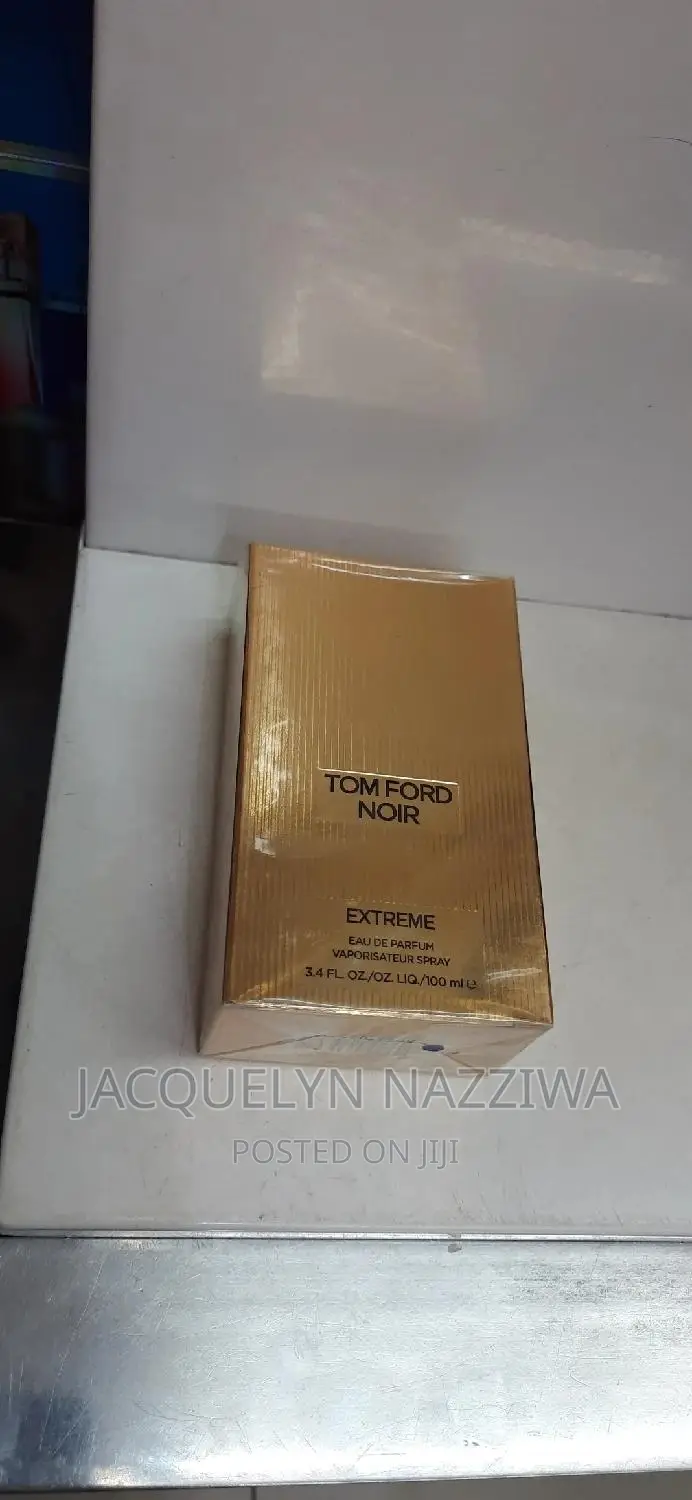 TOM FORD
NOIR
EXTREME
EAU DE PARFUM
VAPORISATEUR SPRAY
3.4 FL. OZ./OZ. LIQ./100 ml e
JACQUELYN NAZZIWA
POSTED ON JIJI